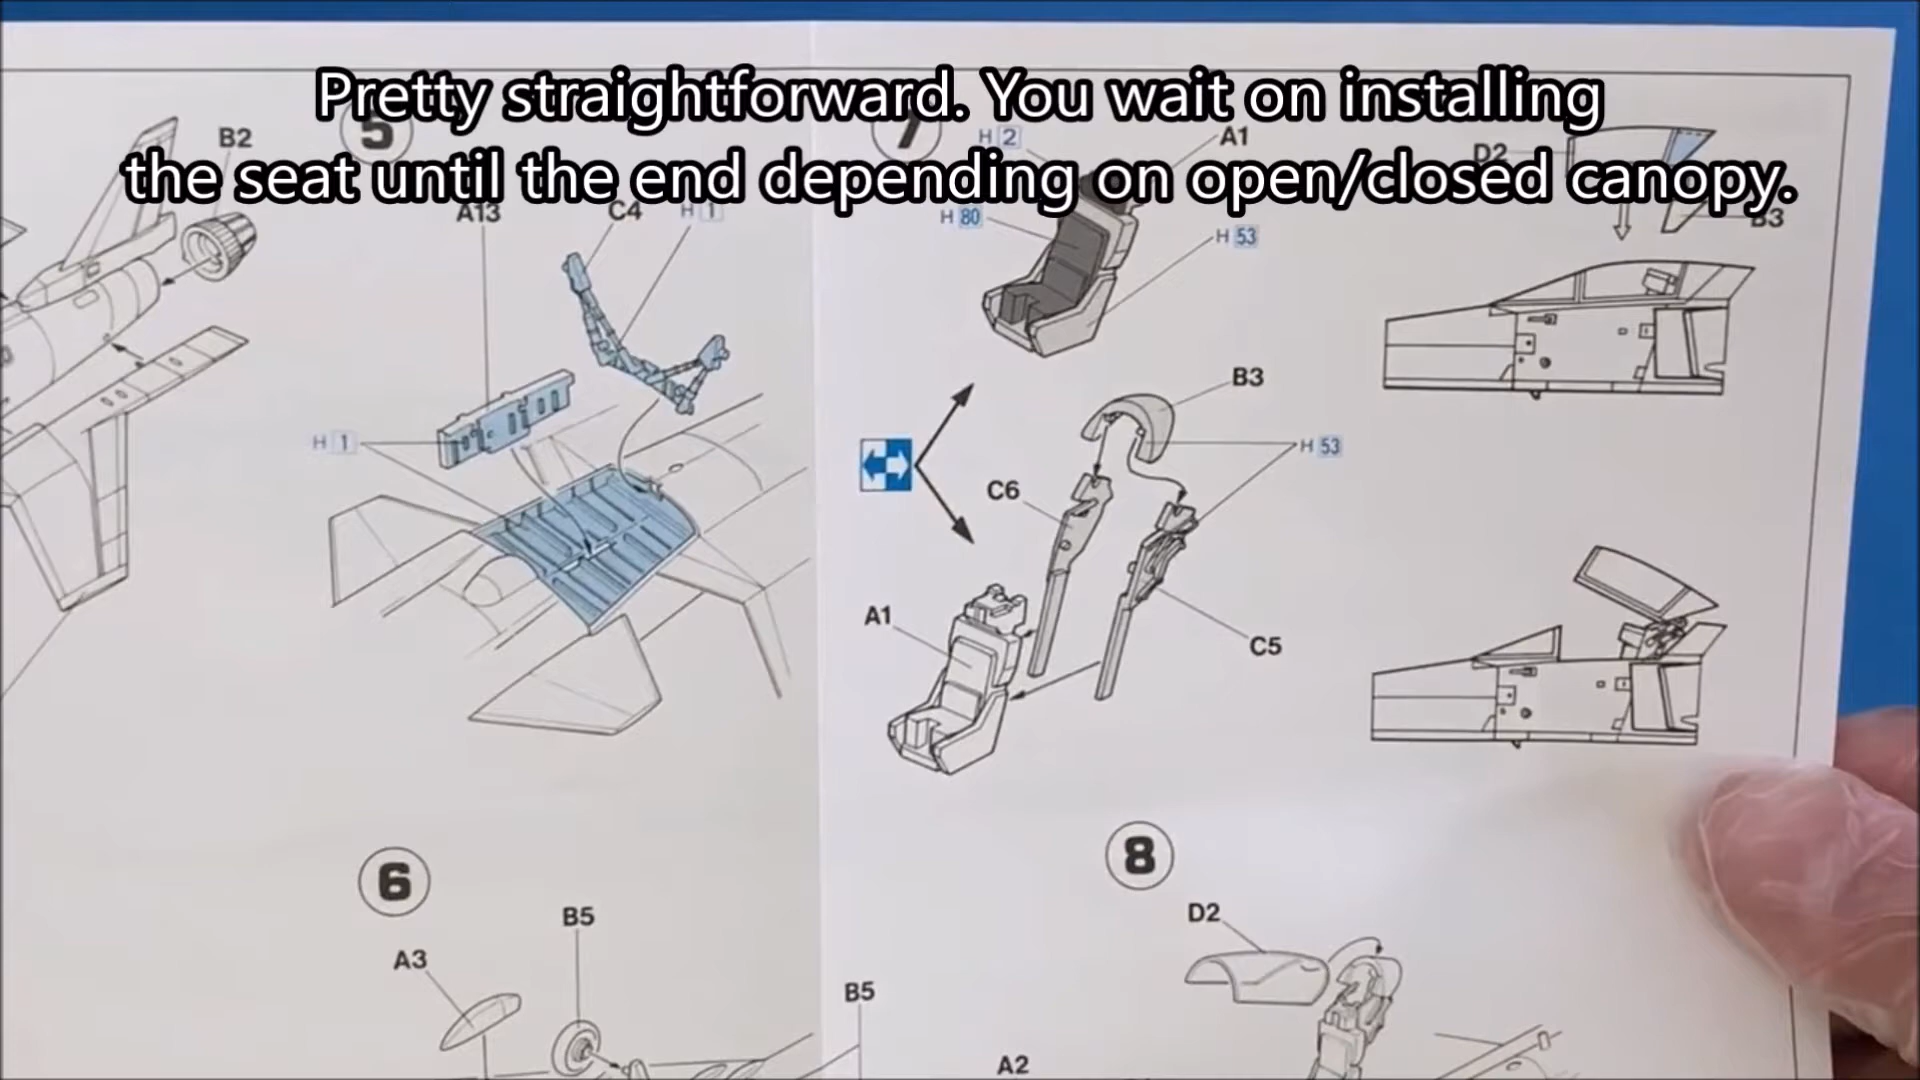 Pretty straightforward. You wait on installing
the seat until the end depending on open/closed canopy.
B2
5
A13
C4
H 1
H 1
6
A3
B5
B5
7
H 2
A1
H 80
H 53
D2
B3
B3
H 53
C6
A1
C5
8
D2
A2